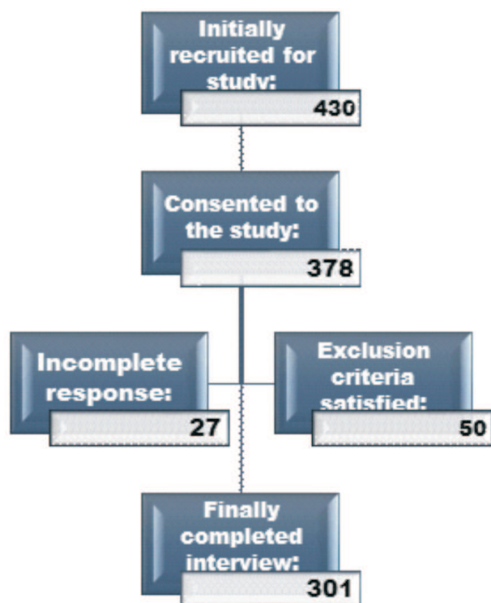 Initially
recruited for
study:
430
Consented to
the study:
378
Incomplete
response:
27
Exclusion
criteria
satisfied:
50
Finally
completed
interview:
301